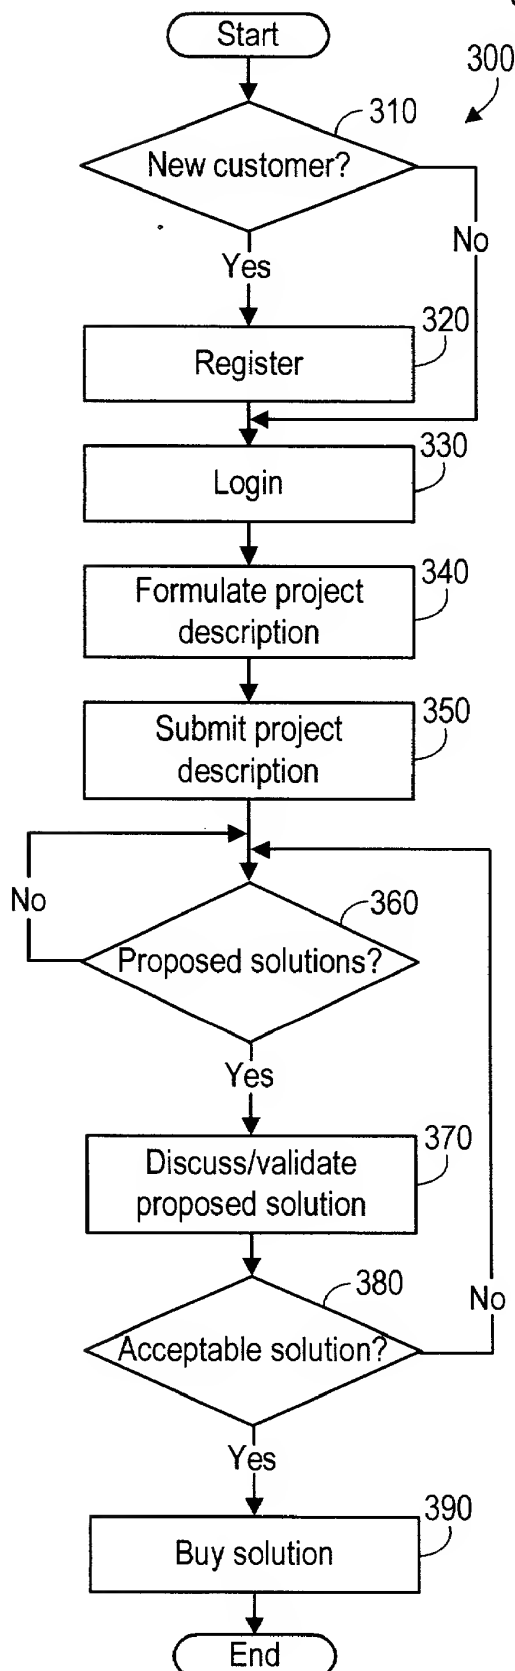 Start
300
310
New customer?
No
Yes
320
Register
330
Login
340
Formulate project
description
350
Submit project
description
No
360
Proposed solutions?
Yes
370
Discuss/validate
proposed solution
380
No
Acceptable solution?
Yes
390
Buy solution
End